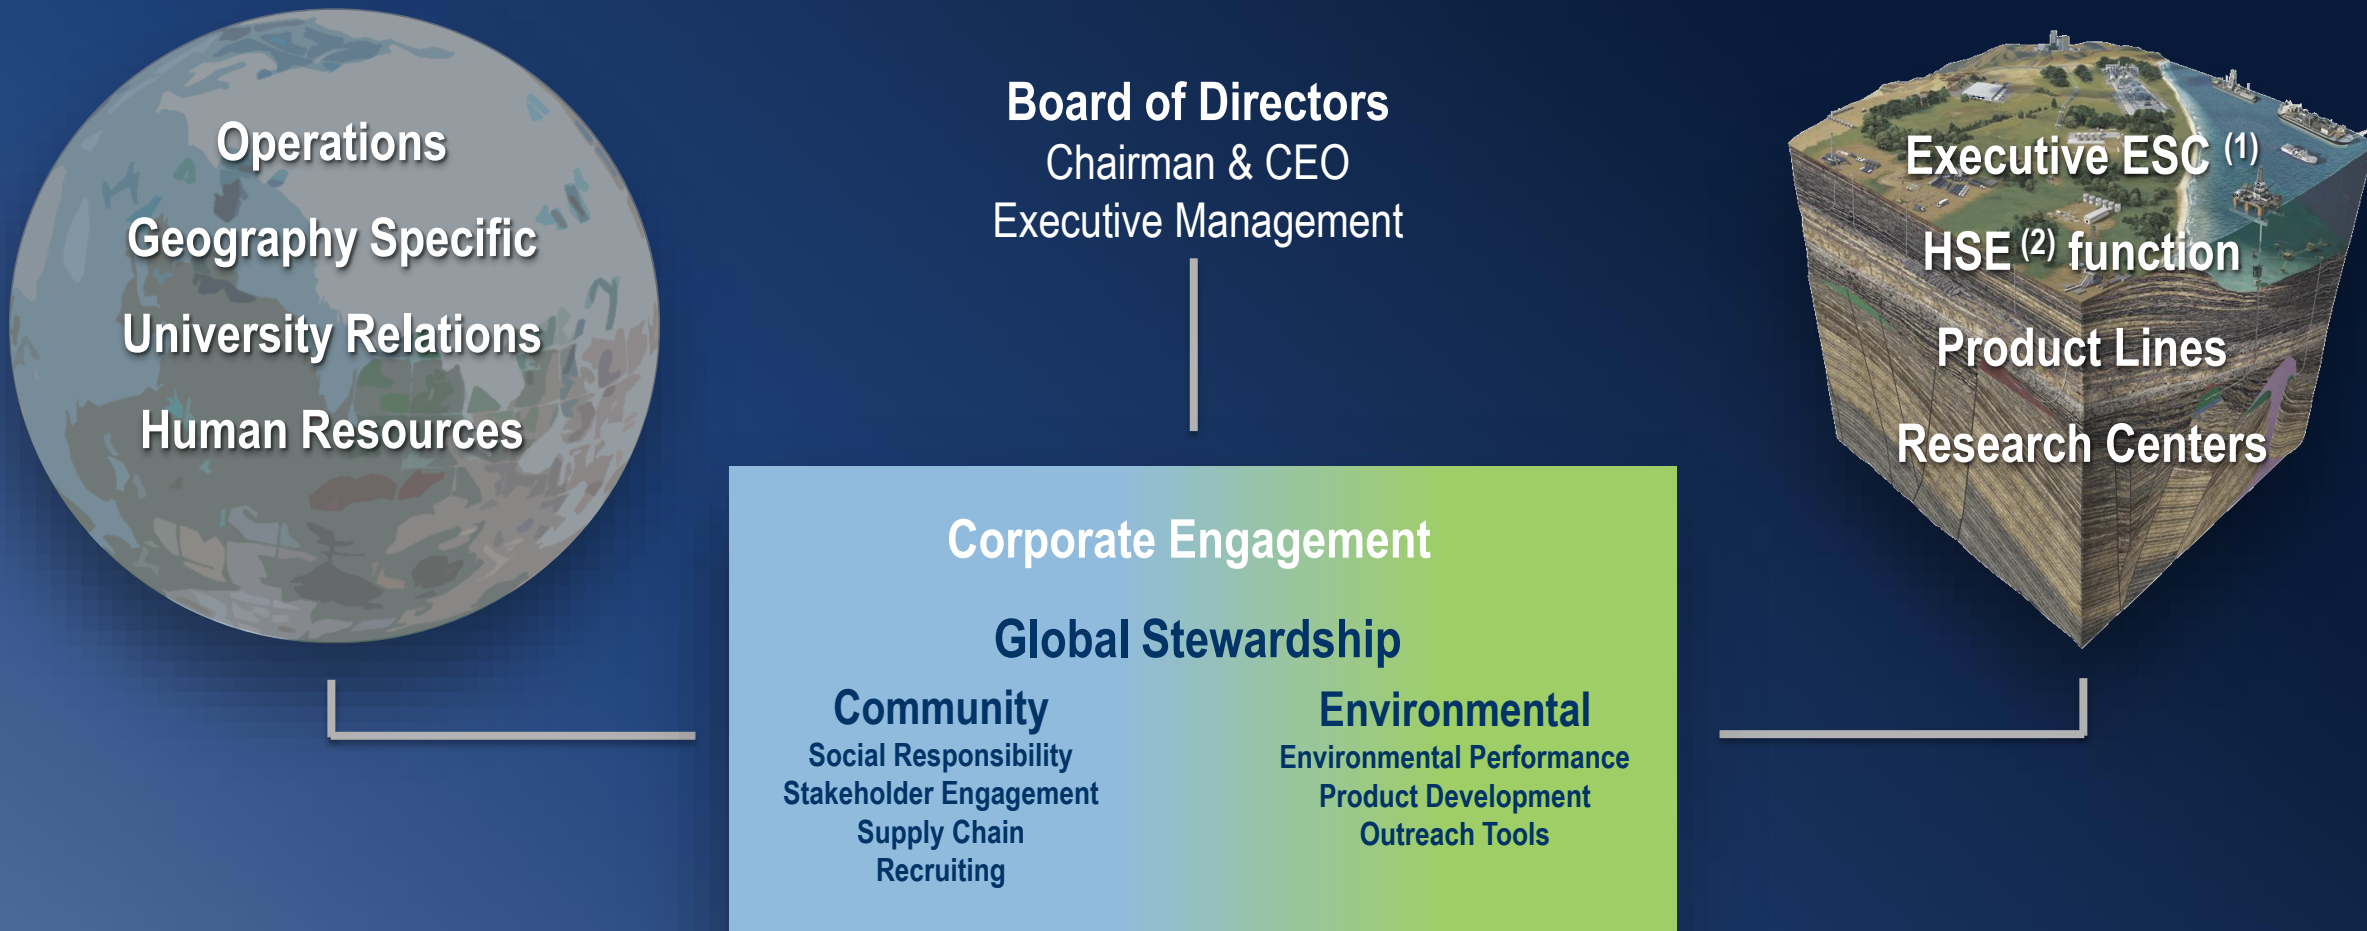 Operations
Geography Specific
University Relations
Human Resources
Board of Directors
Chairman & CEO
Executive Management
Executive ESC (1)
HSE (2) function
Product Lines
Research Centers
Corporate Engagement
Global Stewardship
Community
Social Responsibility
Stakeholder Engagement
Supply Chain
Recruiting
Environmental
Environmental Performance
Product Development
Outreach Tools